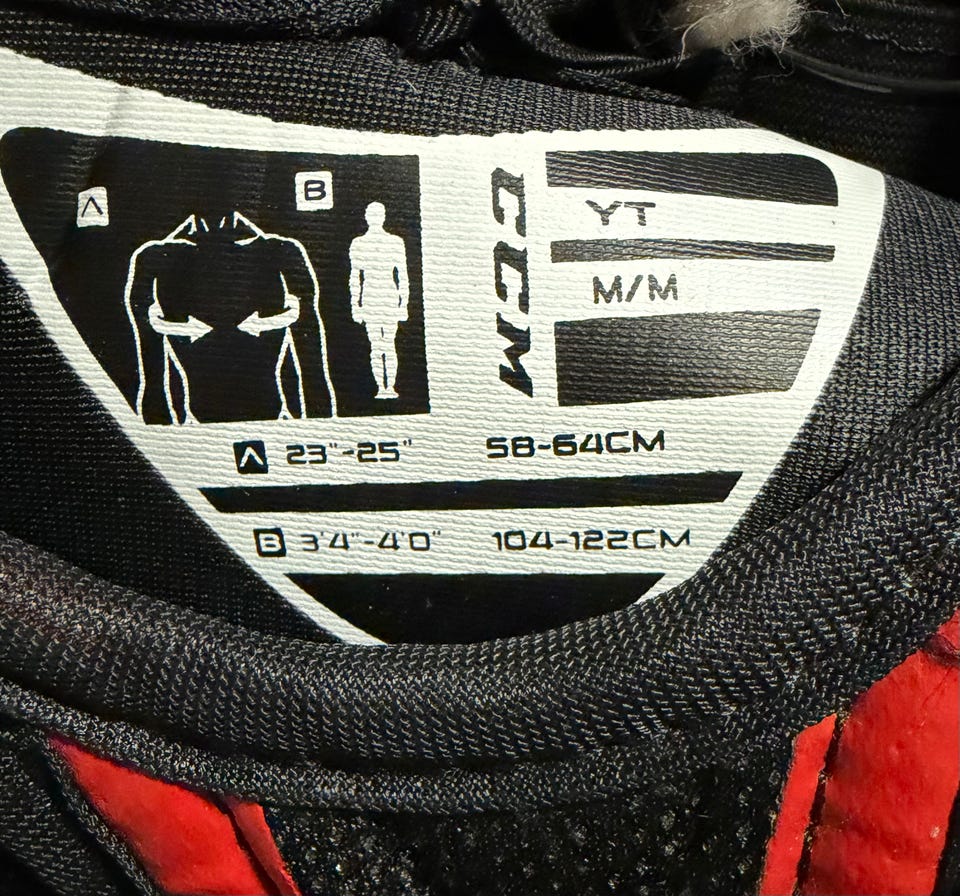 A
B
CCM
YT
M/M
A 23"-25" 58-64CM
B 3'4"-4'0" 104-122CM